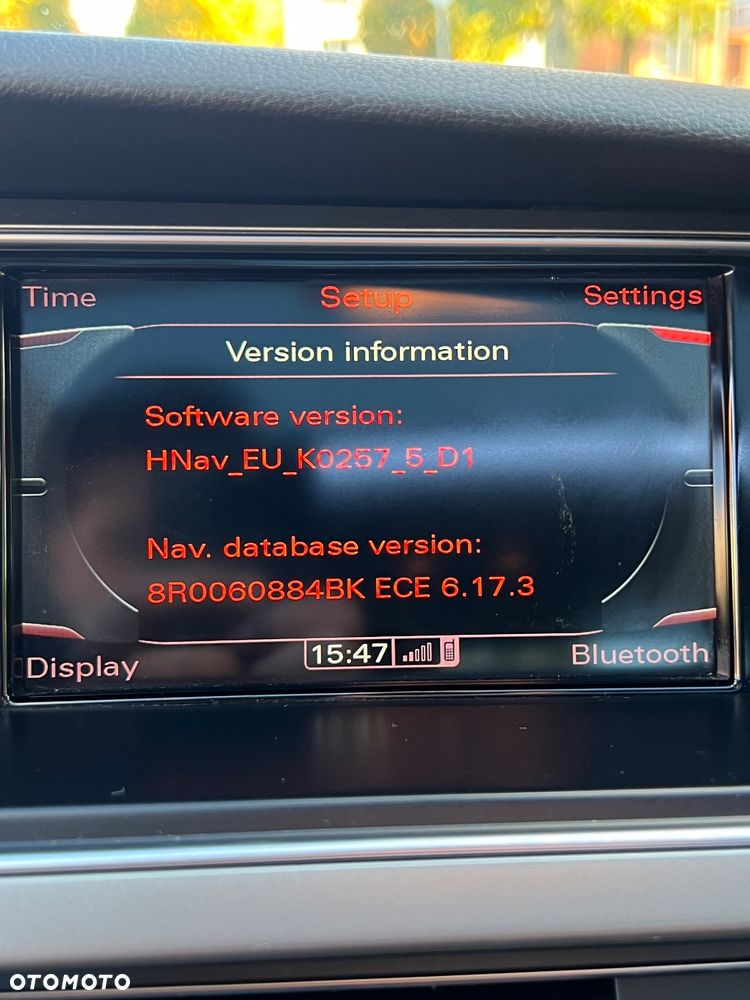 Time Setup Settings
Version information
Software version:
HNav_EU_K0257_5_D1
Nav. database version:
8R0060884BK ECE 6.17.3
Display 15:47 Bluetooth
OTOMOTO